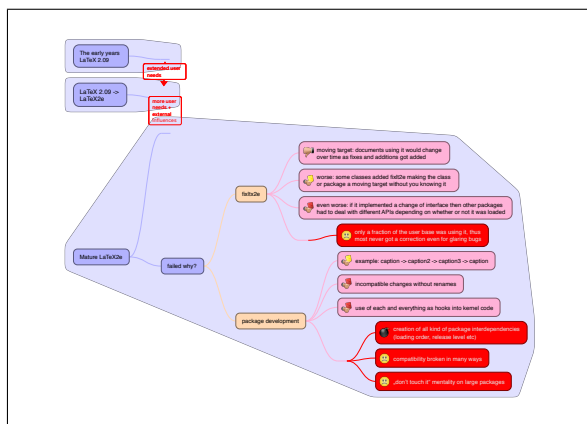 The early years
LaTeX 2.09
extended user
needs
LaTeX 2.09 ->
LaTeX2e
more user
needs +
external
influences
moving target: documents using it would change
over time as fixes and additions got added
worse: some classes added fixlt2e making the class
or package a moving target without you knowing it
fixltx2e
even worse: if it implemented a change of interface then other packages
had to deal with different APIs depending on whether or not it was loaded
only a fraction of the user base was using it; thus
most never got a correction even for glaring bugs
Mature LaTeX2e
failed why?
example: caption -> caption2 -> caption3 -> caption
incompatible changes without renames
use of each and everything as hooks into kernel code
package development
creation of all kind of package interdependencies
(loading order, release level etc)
compatibility broken in many ways
„don't touch it" mentality on large packages